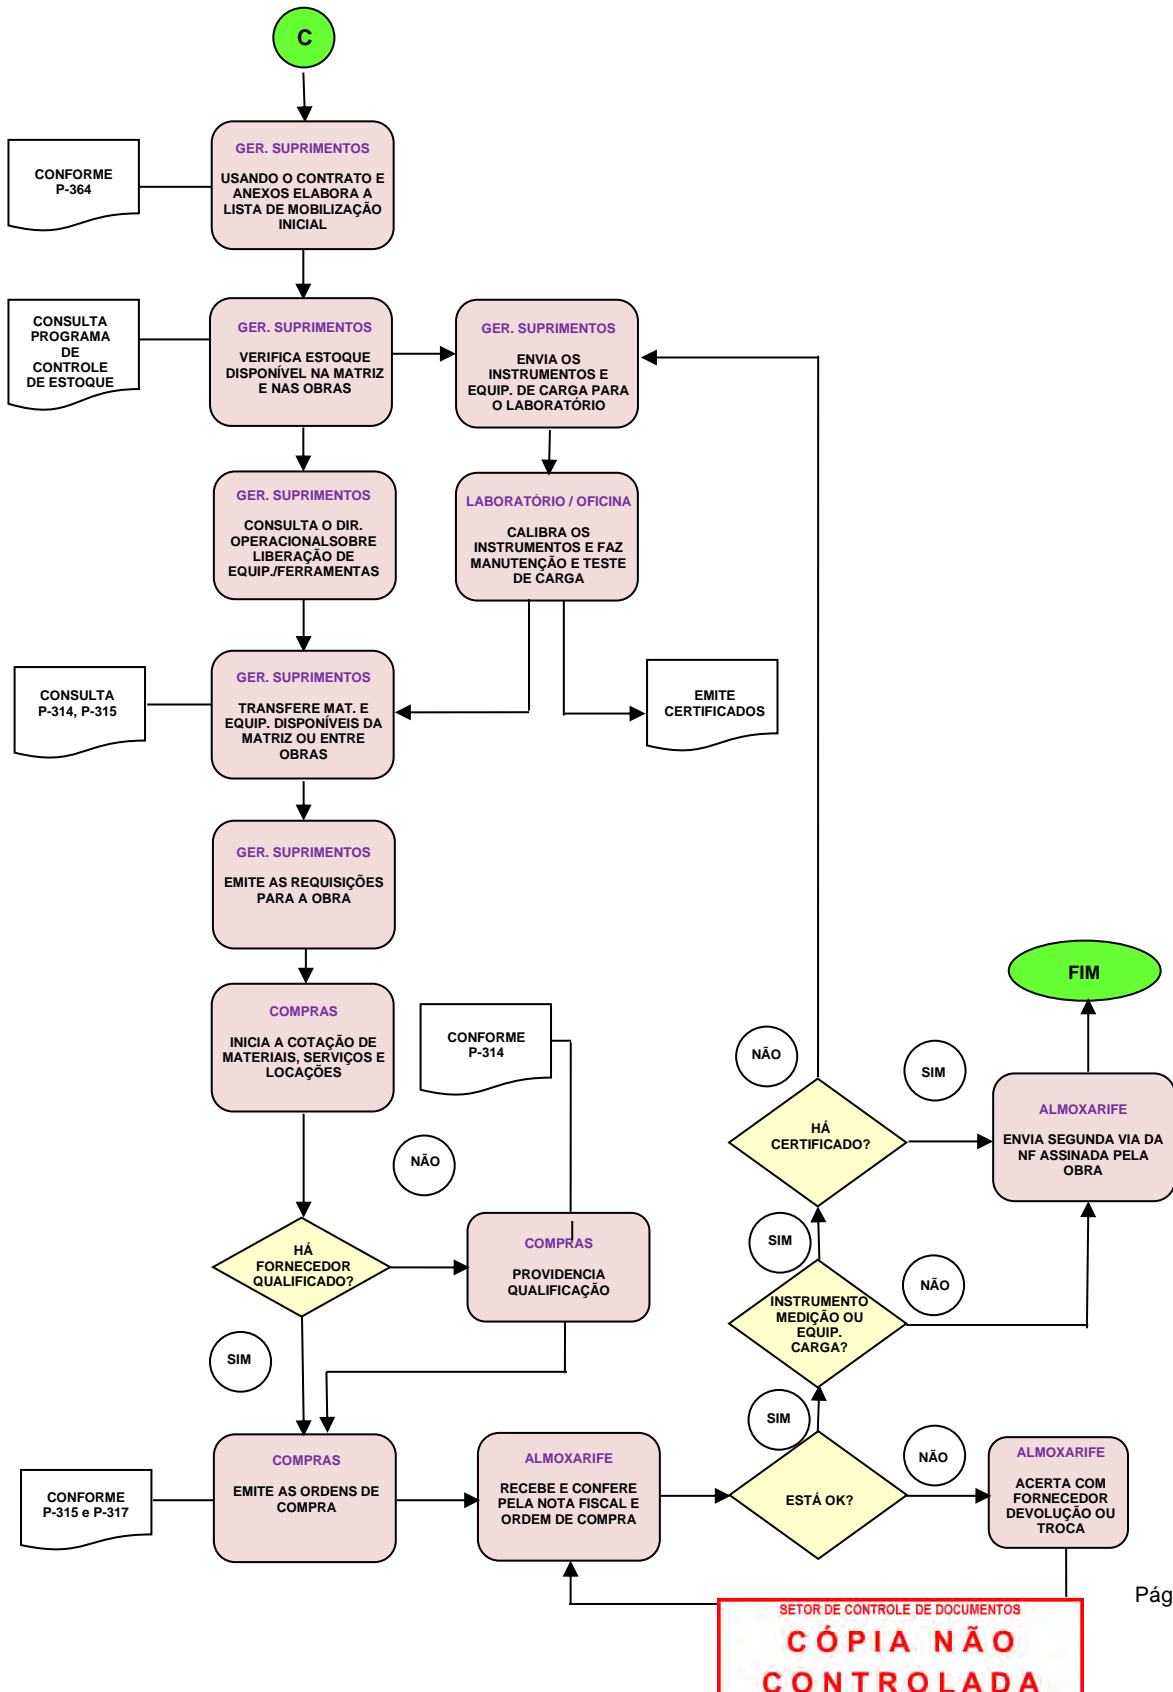 C
GER. SUPRIMENTOS
USANDO O CONTRATO E
ANEXOS ELABORA A
LISTA DE MOBILIZAÇÃO
INICIAL
CONFORME
P-364
CONSULTA
PROGRAMA
DE
CONTROLE
DE ESTOQUE
GER. SUPRIMENTOS
VERIFICA ESTOQUE
DISPONÍVEL NA MATRIZ
E NAS OBRAS
GER. SUPRIMENTOS
ENVIA OS
INSTRUMENTOS E
EQUIP. DE CARGA PARA
O LABORATÓRIO
GER. SUPRIMENTOS
CONSULTA O DIR.
OPERACIONALSOBRE
LIBERAÇÃO DE
EQUIP./FERRAMENTAS
LABORATÓRIO / OFICINA
CALIBRA OS
INSTRUMENTOS E FAZ
MANUTENÇÃO E TESTE
DE CARGA
CONSULTA
P-314, P-315
GER. SUPRIMENTOS
TRANSFERE MAT. E
EQUIP. DISPONÍVEIS DA
MATRIZ OU ENTRE
OBRAS
EMITE
CERTIFICADOS
GER. SUPRIMENTOS
EMITE AS REQUISIÇÕES
PARA A OBRA
COMPRAS
INICIA A COTAÇÃO DE
MATERIAIS, SERVIÇOS E
LOCAÇÕES
CONFORME
P-314
FIM
NÃO
SIM
HÁ
CERTIFICADO?
ALMOXARIFE
ENVIA SEGUNDA VIA DA
NF ASSINADA PELA
OBRA
NÃO
HÁ
FORNECEDOR
QUALIFICADO?
COMPRAS
PROVIDENCIA
QUALIFICAÇÃO
SIM
INSTRUMENTO
MEDIÇÃO OU
EQUIP.
CARGA?
NÃO
SIM
SIM
NÃO
CONFORME
P-315 e P-317
COMPRAS
EMITE AS ORDENS DE
COMPRA
ALMOXARIFE
RECEBE E CONFERE
PELA NOTA FISCAL E
ORDEM DE COMPRA
ESTÁ OK?
ALMOXARIFE
ACERTA COM
FORNECEDOR
DEVOLUÇÃO OU
TROCA
Pág
SETOR DE CONTROLE DE DOCUMENTOS
CÓPIA NÃO
CONTROLADA